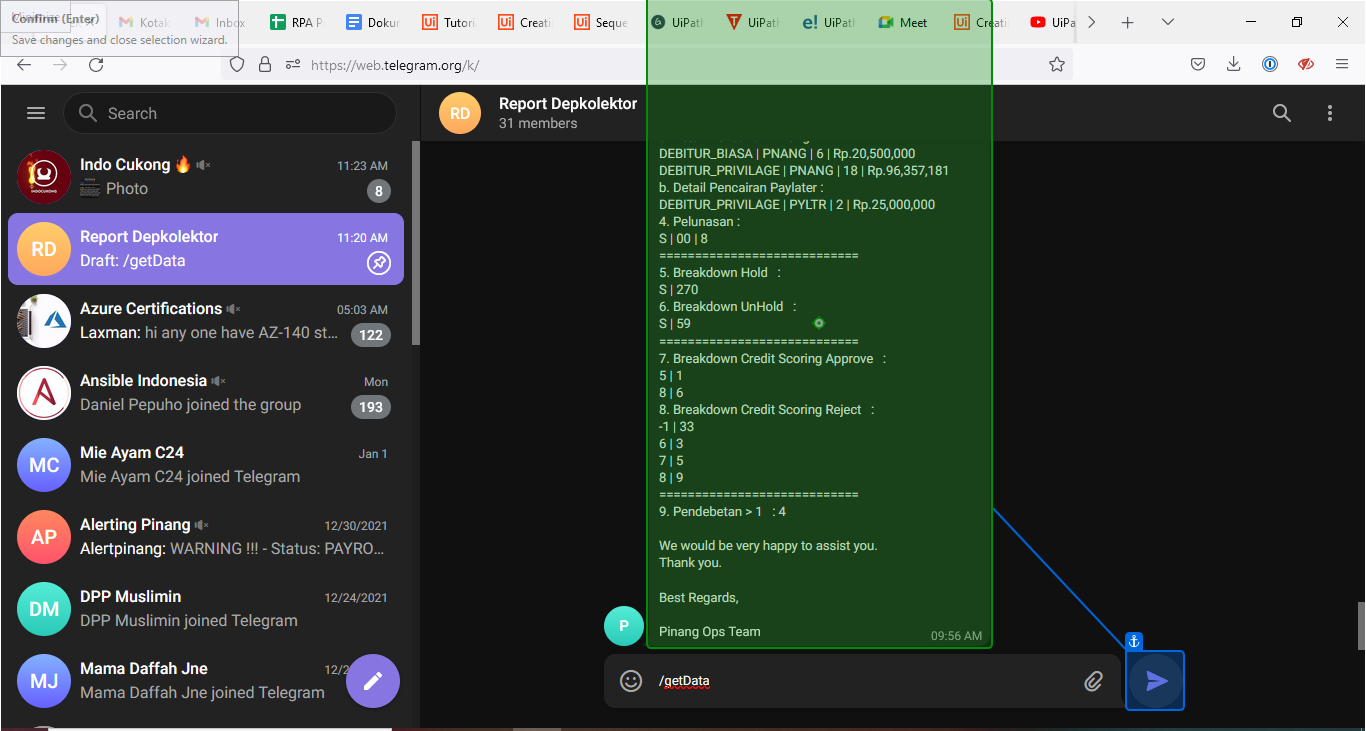 Confirm (Enter)
Save changes and close selection wizard.
Kotak
Inbox
RPA P
Dokur
Tutori
Creati
Seque
UiPath
UiPath
UiPath
Meet
Creati
UiPa
https://web.telegram.org/k/
Search
Indo Cukong 🔥
11:23 AM
Photo
8
RD
Report Depkolektor
11:20 AM
Draft: /getData
Azure Certifications
05:03 AM
Laxman: hi any one have AZ-140 st...
122
Ansible Indonesia
Mon
Daniel Pepuho joined the group
193
MC
Mie Ayam C24
Jan 1
Mie Ayam C24 joined Telegram
AP
Alerting Pinang
12/30/2021
Alertpinang: WARNING !!! - Status: PAYRO...
DM
DPP Muslimin
12/24/2021
DPP Muslimin joined Telegram
MJ
Mama Daffah Jne
12/2
Mama Daffah Jne joined Telegram
RD
Report Depkolektor
31 members
DEBITUR_BIASA | PNANG | 6 | Rp.20,500,000
DEBITUR_PRIVILAGE | PNANG | 18 | Rp.96,357,181
b. Detail Pencairan Paylater :
DEBITUR_PRIVILAGE | PYLTR | 2 | Rp.25,000,000
4. Pelunasan :
S | 00 | 8
============================
5. Breakdown Hold :
S | 270
6. Breakdown UnHold :
S | 59
============================
7. Breakdown Credit Scoring Approve :
5 | 1
8 | 6
8. Breakdown Credit Scoring Reject :
-1 | 33
6 | 3
7 | 5
8 | 9
============================
9. Pendebetan > 1 : 4
We would be very happy to assist you.
Thank you.
Best Regards,
Pinang Ops Team
09:56 AM
P
/getData